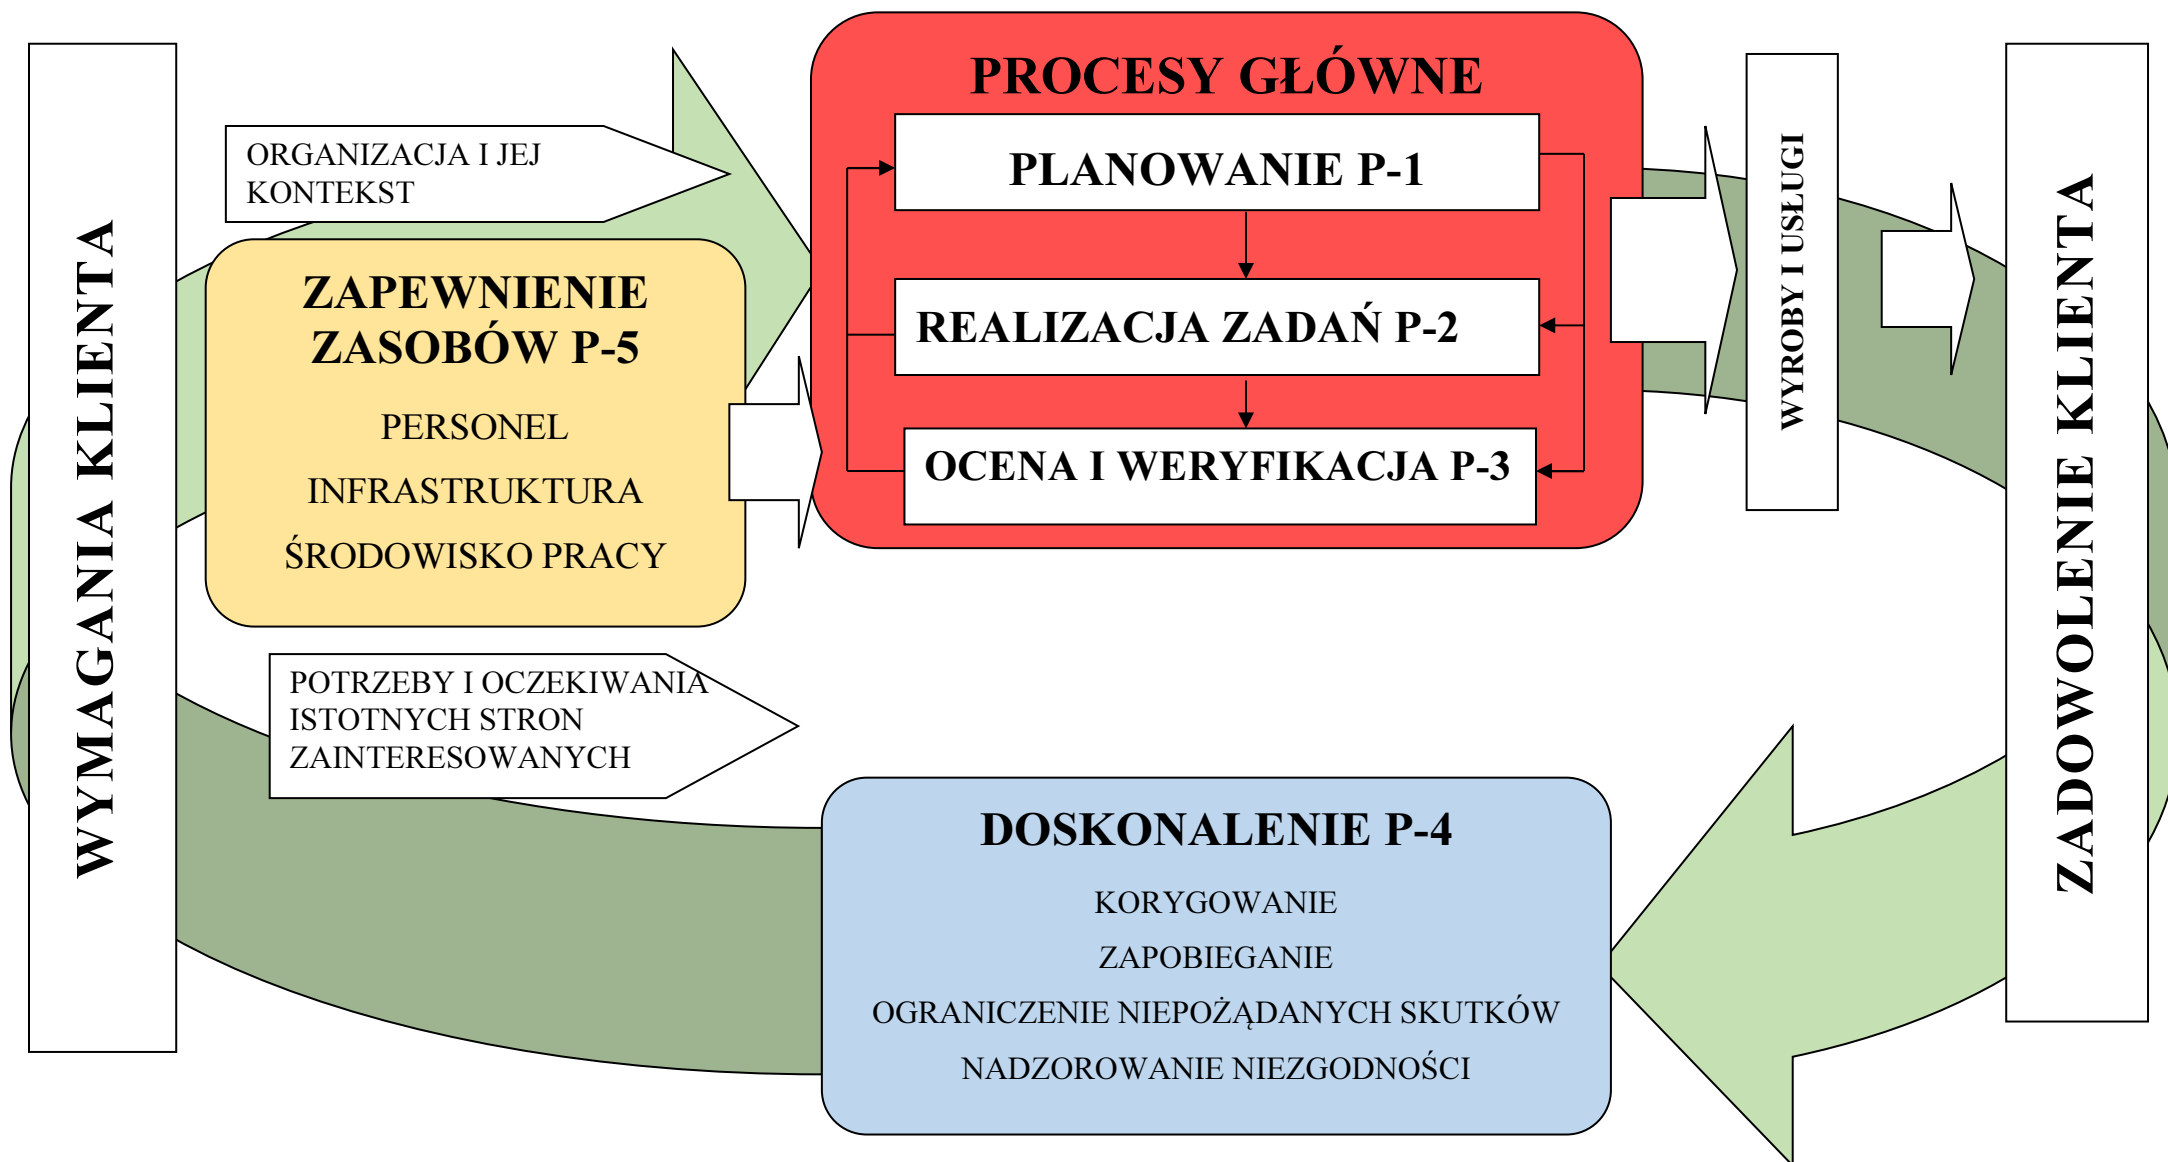 WYMAGANIA KLIENTA
ORGANIZACJA I JEJ
KONTEKST
ZAPEWNIENIE
ZASOBÓW P-5
PERSONEL
INFRASTRUKTURA
ŚRODOWISKO PRACY
POTRZEBY I OCZEKIWANIA
ISTOTNYCH STRON
ZAINTERESOWANYCH
PROCESY GŁÓWNE
PLANOWANIE P-1
REALIZACJA ZADAŃ P-2
OCENA I WERYFIKACJA P-3
DOSKONALENIE P-4
KORYGOWANIE
ZAPOBIEGANIE
OGRANICZENIE NIEPOŻĄDANYCH SKUTKÓW
NADZOROWANIE NIEZGODNOŚCI
WYROBY I USŁUGI
ZADOWOLENIE KLIENTA